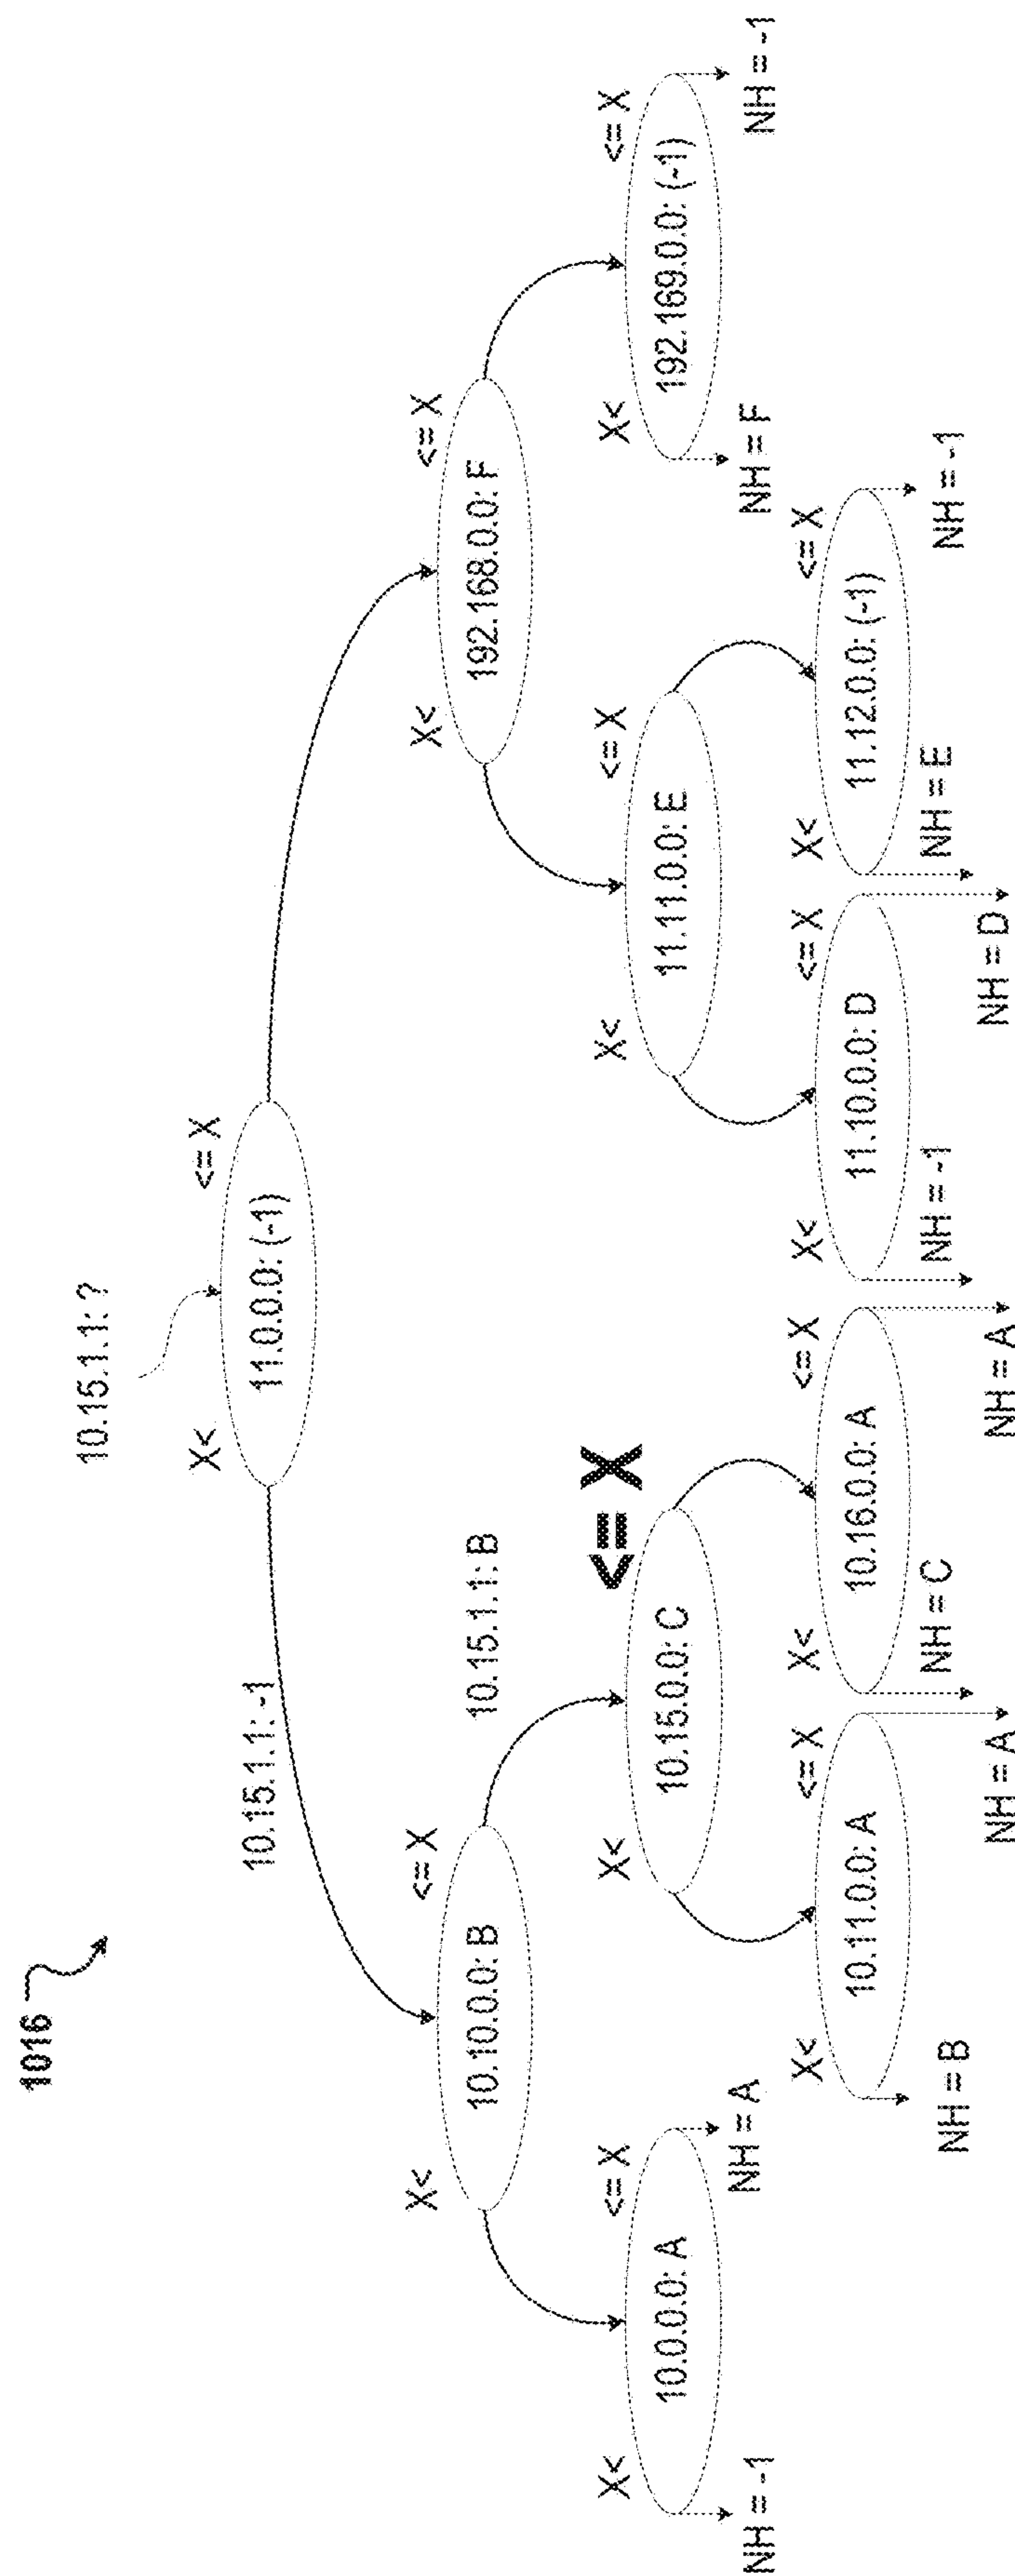 1016
10.15.1.1: ?
X<
<= X
11.0.0.0: (-1)
10.15.1.1: -1
10.15.1.1: B
X<
<= X
10.10.0.0: B
X<
<= X
192.168.0.0: F
X<
<= X
10.0.0.0: A
NH = -1
NH = A
X<
<= X
10.15.0.0: C
X<
<= X
11.11.0.0: E
X<
<= X
192.169.0.0: (-1)
NH = F
NH = -1
X<
<= X
10.11.0.0: A
NH = B
NH = A
X<
<= X
10.16.0.0: A
NH = C
NH = A
X<
<= X
11.10.0.0: D
NH = -1
NH = D
X<
<= X
11.12.0.0: (-1)
NH = E
NH = -1